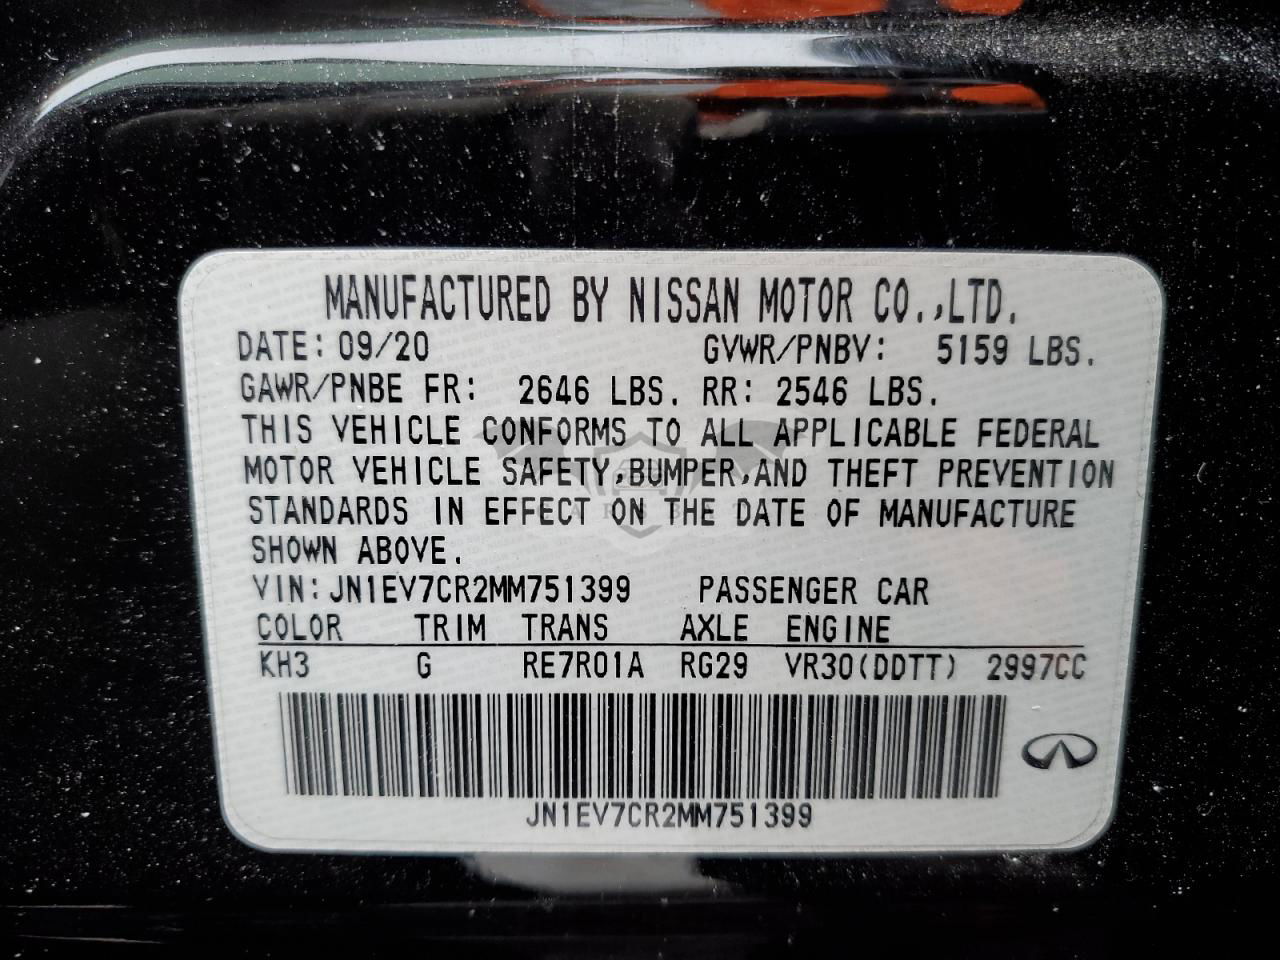 MANUFACTURED BY NISSAN MOTOR CO.,LTD.
DATE: 09/20 GVWR/PNBV: 5159 LBS.
GAWR/PNBE FR: 2646 LBS. RR: 2546 LBS.
THIS VEHICLE CONFORMS TO ALL APPLICABLE FEDERAL
MOTOR VEHICLE SAFETY,BUMPER,AND THEFT PREVENTION
STANDARDS IN EFFECT ON THE DATE OF MANUFACTURE
SHOWN ABOVE.
VIN:JN1EV7CR2MM751399 PASSENGER CAR
COLOR TRIM TRANS AXLE ENGINE
KH3 G RE7R01A RG29 VR30(DDTT) 2997CC
JN1EV7CR2MM751399